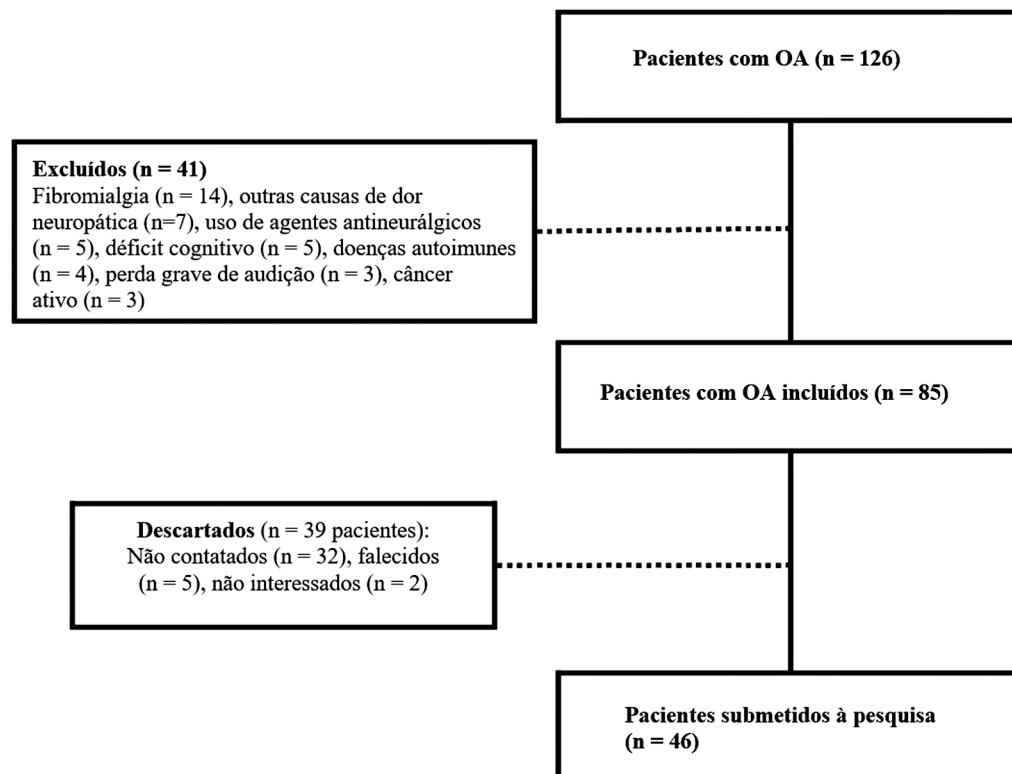 Pacientes com OA (n = 126)
Excluídos (n = 41)
Fibromialgia (n = 14), outras causas de dor
neuropática (n=7), uso de agentes antineurálgicos
(n = 5), déficit cognitivo (n = 5), doenças autoimunes
(n = 4), perda grave de audição (n = 3), câncer
ativo (n = 3)
Pacientes com OA incluídos (n = 85)
Descartados (n = 39 pacientes):
Não contatados (n = 32), falecidos
(n = 5), não interessados (n = 2)
Pacientes submetidos à pesquisa
(n = 46)